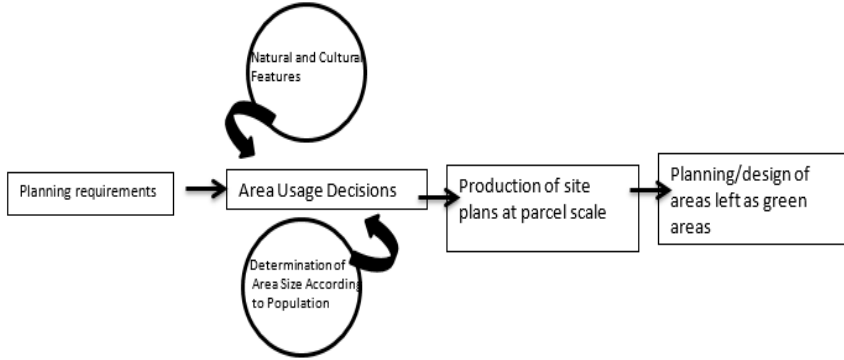 Natural and Cultural
Features
Planning requirements
Area Usage Decisions
Production of site
plans at parcel scale
Planning/design of
areas left as green
areas
Determination of
Area Size According
to Population